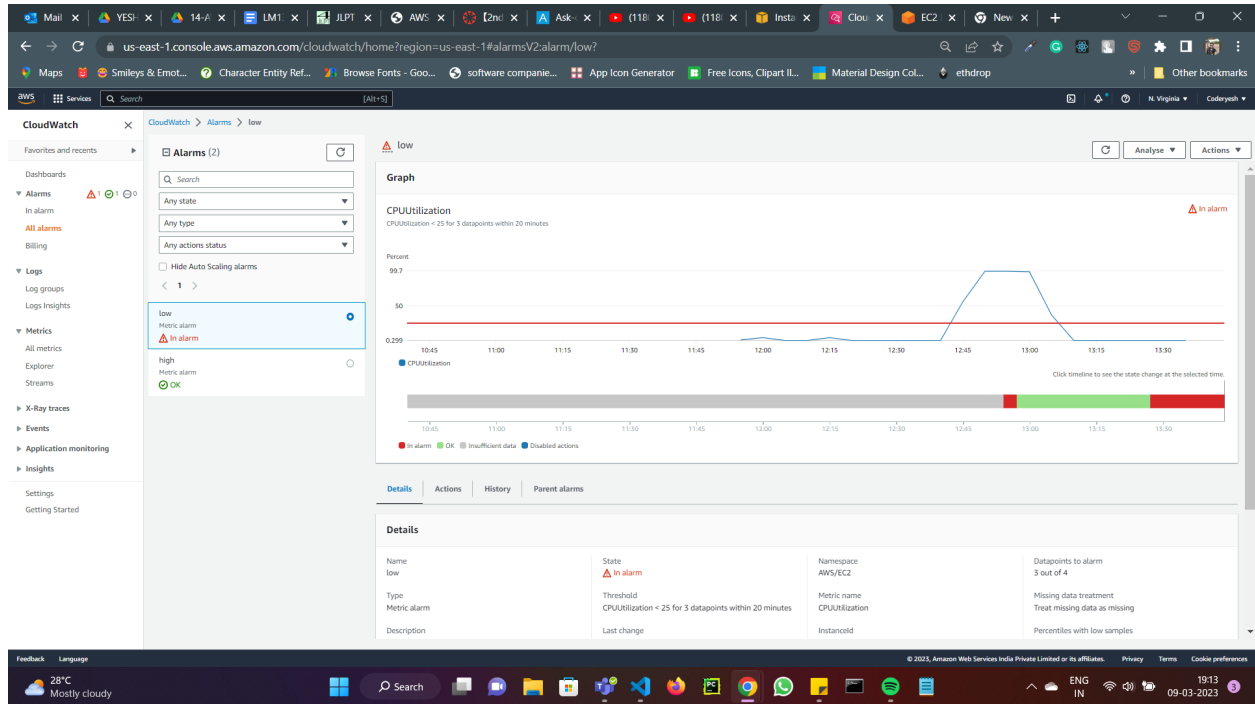 Mail
YESH
14-A
LM1:
JLPT
AWS
【2nd
Ask-
(118(
(118(
Insta
Clou
EC2
New
us-east-1.console.aws.amazon.com/cloudwatch/home?region=us-east-1#alarmsV2:alarm/low?
Maps
Smileys & Emot...
Character Entity Ref...
Browse Fonts - Goo...
software companie...
App Icon Generator
Free Icons, Clipart Il...
Material Design Col...
ethdrop
»
Other bookmarks
aws
Services
Search
[Alt+S]
N. Virginia
Coderyesh
CloudWatch
Favorites and recents
Dashboards
Alarms 1 1 0
In alarm
All alarms
Billing
Logs
Log groups
Logs Insights
Metrics
All metrics
Explorer
Streams
X-Ray traces
Events
Application monitoring
Insights
Settings
Getting Started
CloudWatch > Alarms > low
Alarms (2)
Search
Any state
Any type
Any actions status
Hide Auto Scaling alarms
< 1 >
low
Metric alarm
In alarm
high
Metric alarm
OK
low
Analyse
Actions
Graph
CPUUtilization
In alarm
CPUUtilization < 25 for 3 datapoints within 20 minutes
Percent
99.7
50
0.299
10:45 11:00 11:15 11:30 11:45 12:00 12:15 12:30 12:45 13:00 13:15 13:30
CPUUtilization
Click timeline to see the state change at the selected time.
10:45 11:00 11:15 11:30 11:45 12:00 12:15 12:30 12:45 13:00 13:15 13:30
In alarm OK Insufficient data Disabled actions
Details Actions History Parent alarms
Details
Name
low
Type
Metric alarm
Description
State
In alarm
Threshold
CPUUtilization < 25 for 3 datapoints within 20 minutes
Last change
Namespace
AWS/EC2
Metric name
CPUUtilization
InstanceId
Datapoints to alarm
3 out of 4
Missing data treatment
Treat missing data as missing
Percentiles with low samples
Feedback Language
© 2023, Amazon Web Services India Private Limited or its affiliates. Privacy Terms Cookie preferences
28°C
Mostly cloudy
Search
ENG
IN
19:13
09-03-2023
3